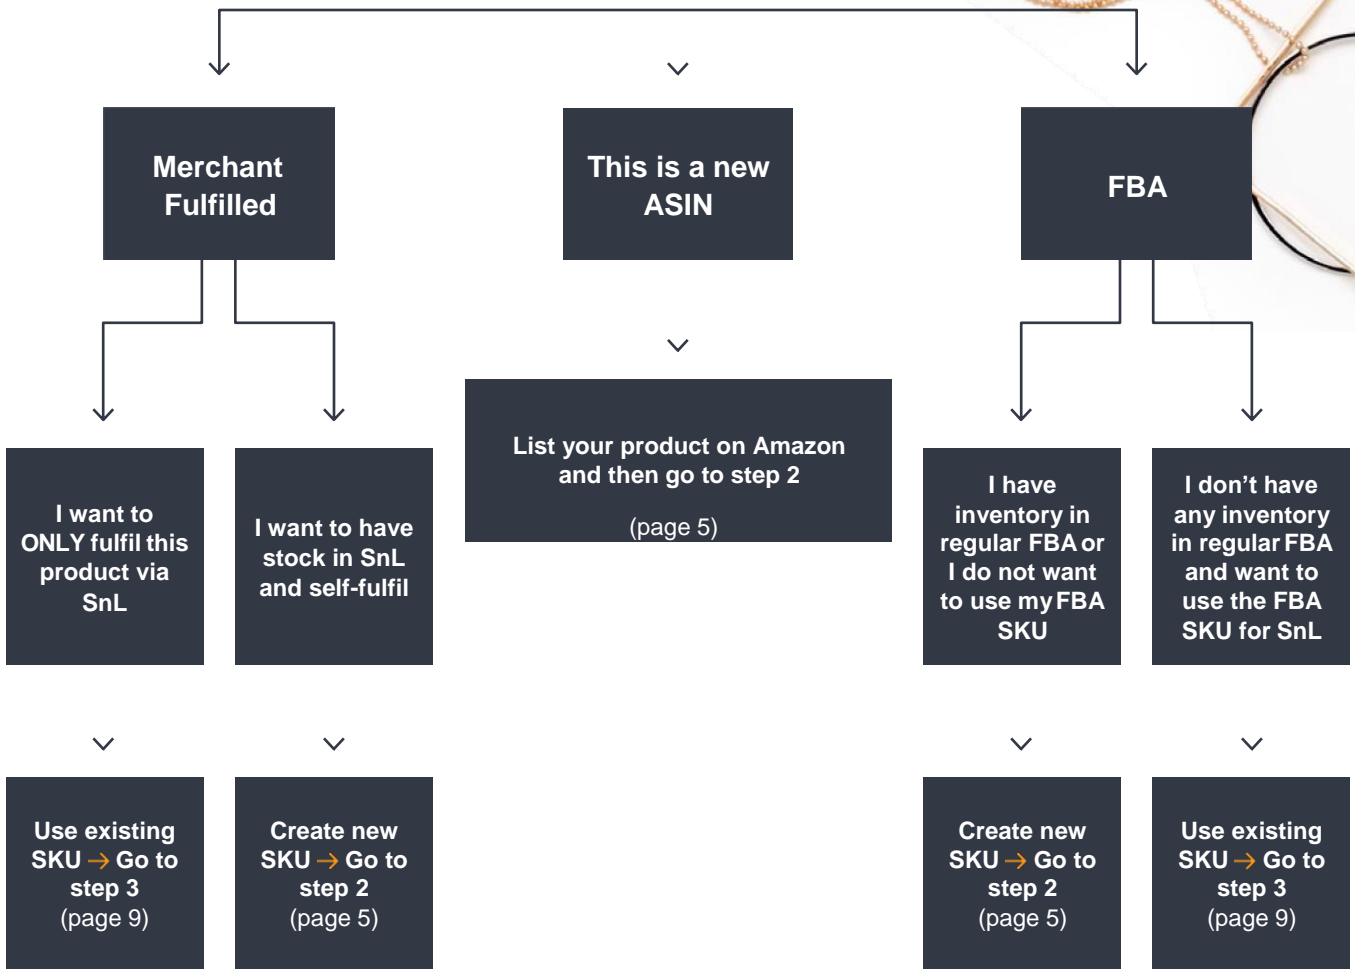 Merchant
Fulfilled
This is a new
ASIN
FBA
List your product on Amazon
and then go to step 2
(page 5)
I want to
ONLY fulfil this
product via
SnL
I want to have
stock in SnL
and self-fulfil
I have
inventory in
regular FBA or
I do not want
to use my FBA
SKU
I don’t have
any inventory
in regular FBA
and want to
use the FBA
SKU for SnL
Use existing
SKU → Go to
step 3
(page 9)
Create new
SKU → Go to
step 2
(page 5)
Create new
SKU → Go to
step 2
(page 5)
Use existing
SKU → Go to
step 3
(page 9)